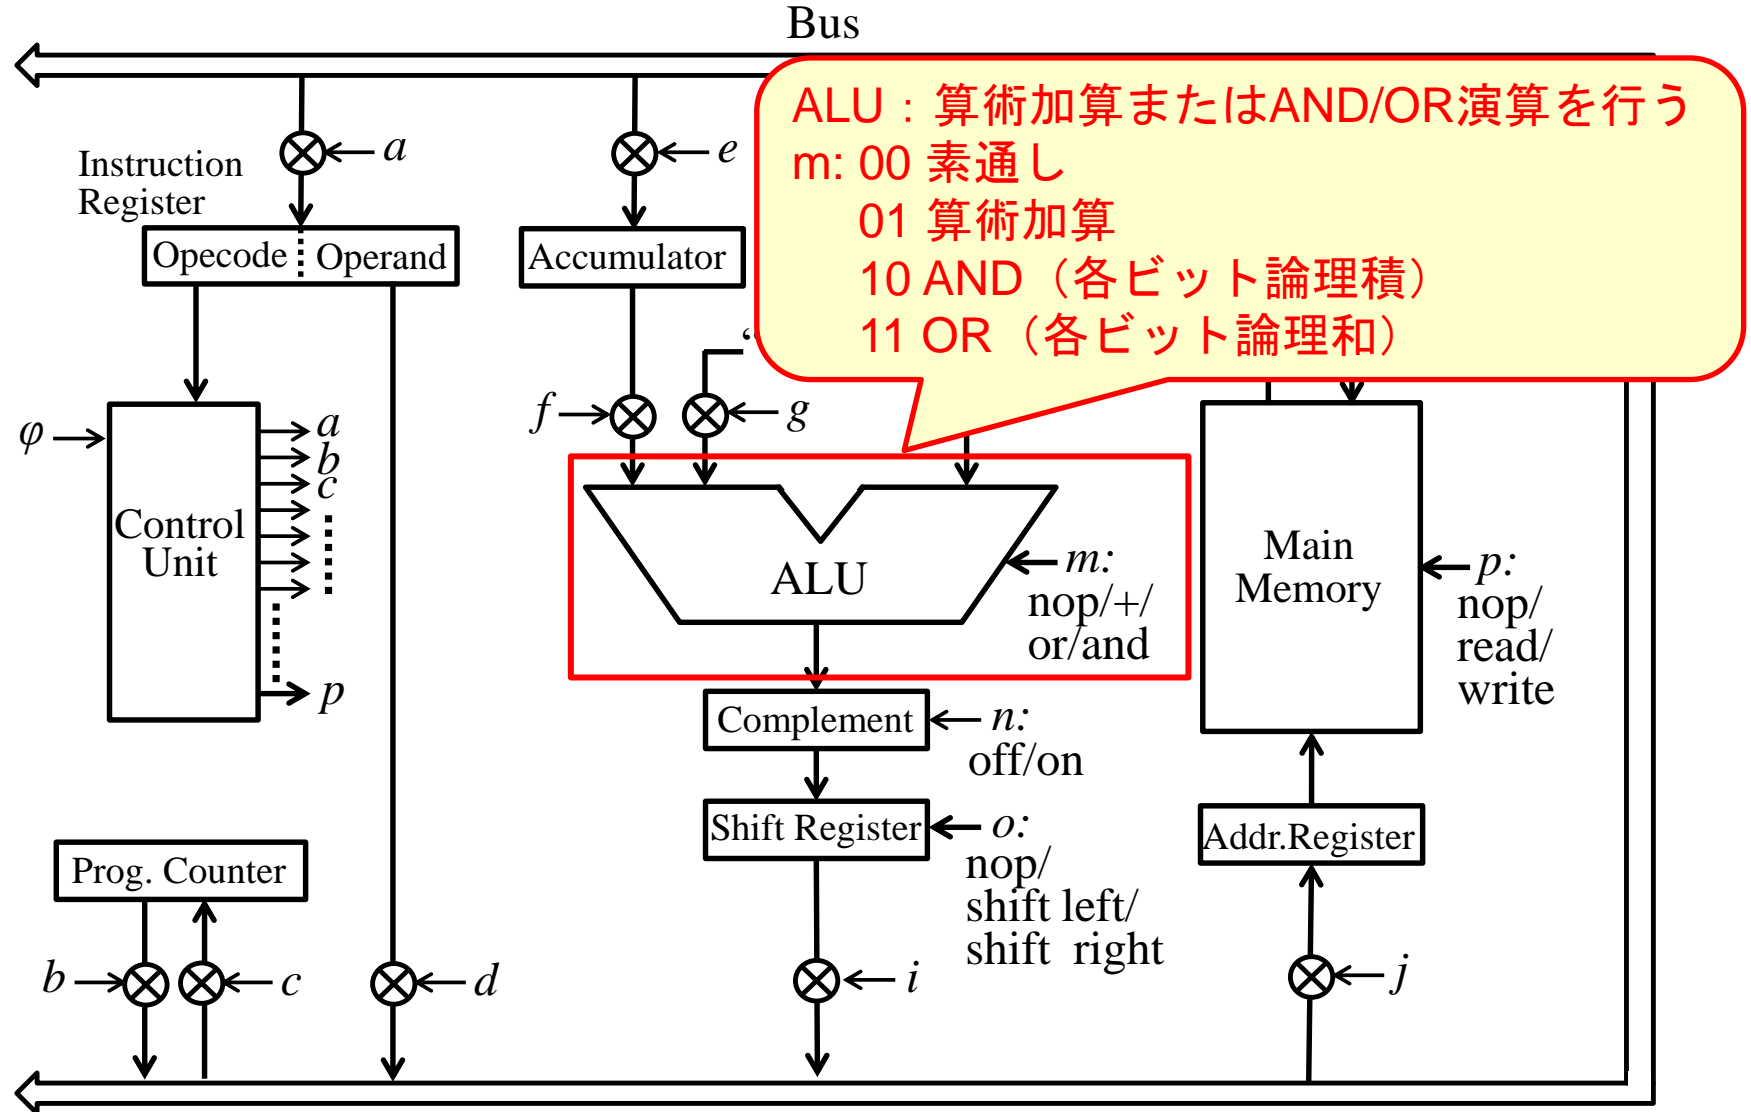 Bus
ALU：算術加算またはAND/OR演算を行う
m: 00 素通し
01 算術加算
10 AND（各ビット論理積）
11 OR（各ビット論理和）
a
e
Instruction
Register
Opecode
Operand
Accumulator
“
f
g
φ
a
b
c
Control
Unit
p
ALU
m:
nop/+/
or/and
Main
Memory
p:
nop/
read/
write
Complement
n:
off/on
Shift Register
o:
nop/
shift left/
shift right
Addr.Register
Prog. Counter
b
c
d
i
j